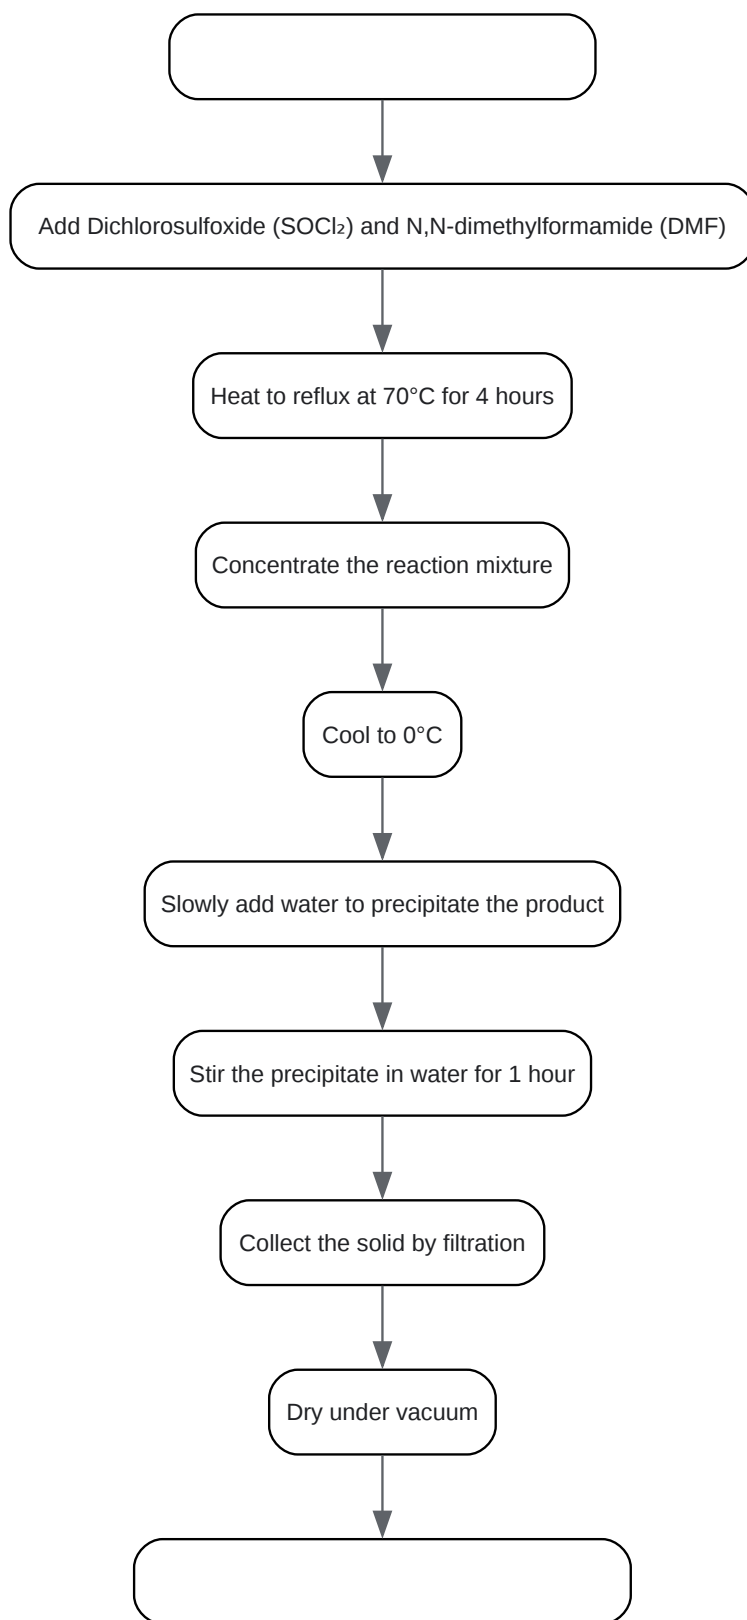 Add Dichlorosulfoxide (SOCl₂) and N,N-dimethylformamide (DMF)
Heat to reflux at 70°C for 4 hours
Concentrate the reaction mixture
Cool to 0°C
Slowly add water to precipitate the product
Stir the precipitate in water for 1 hour
Collect the solid by filtration
Dry under vacuum